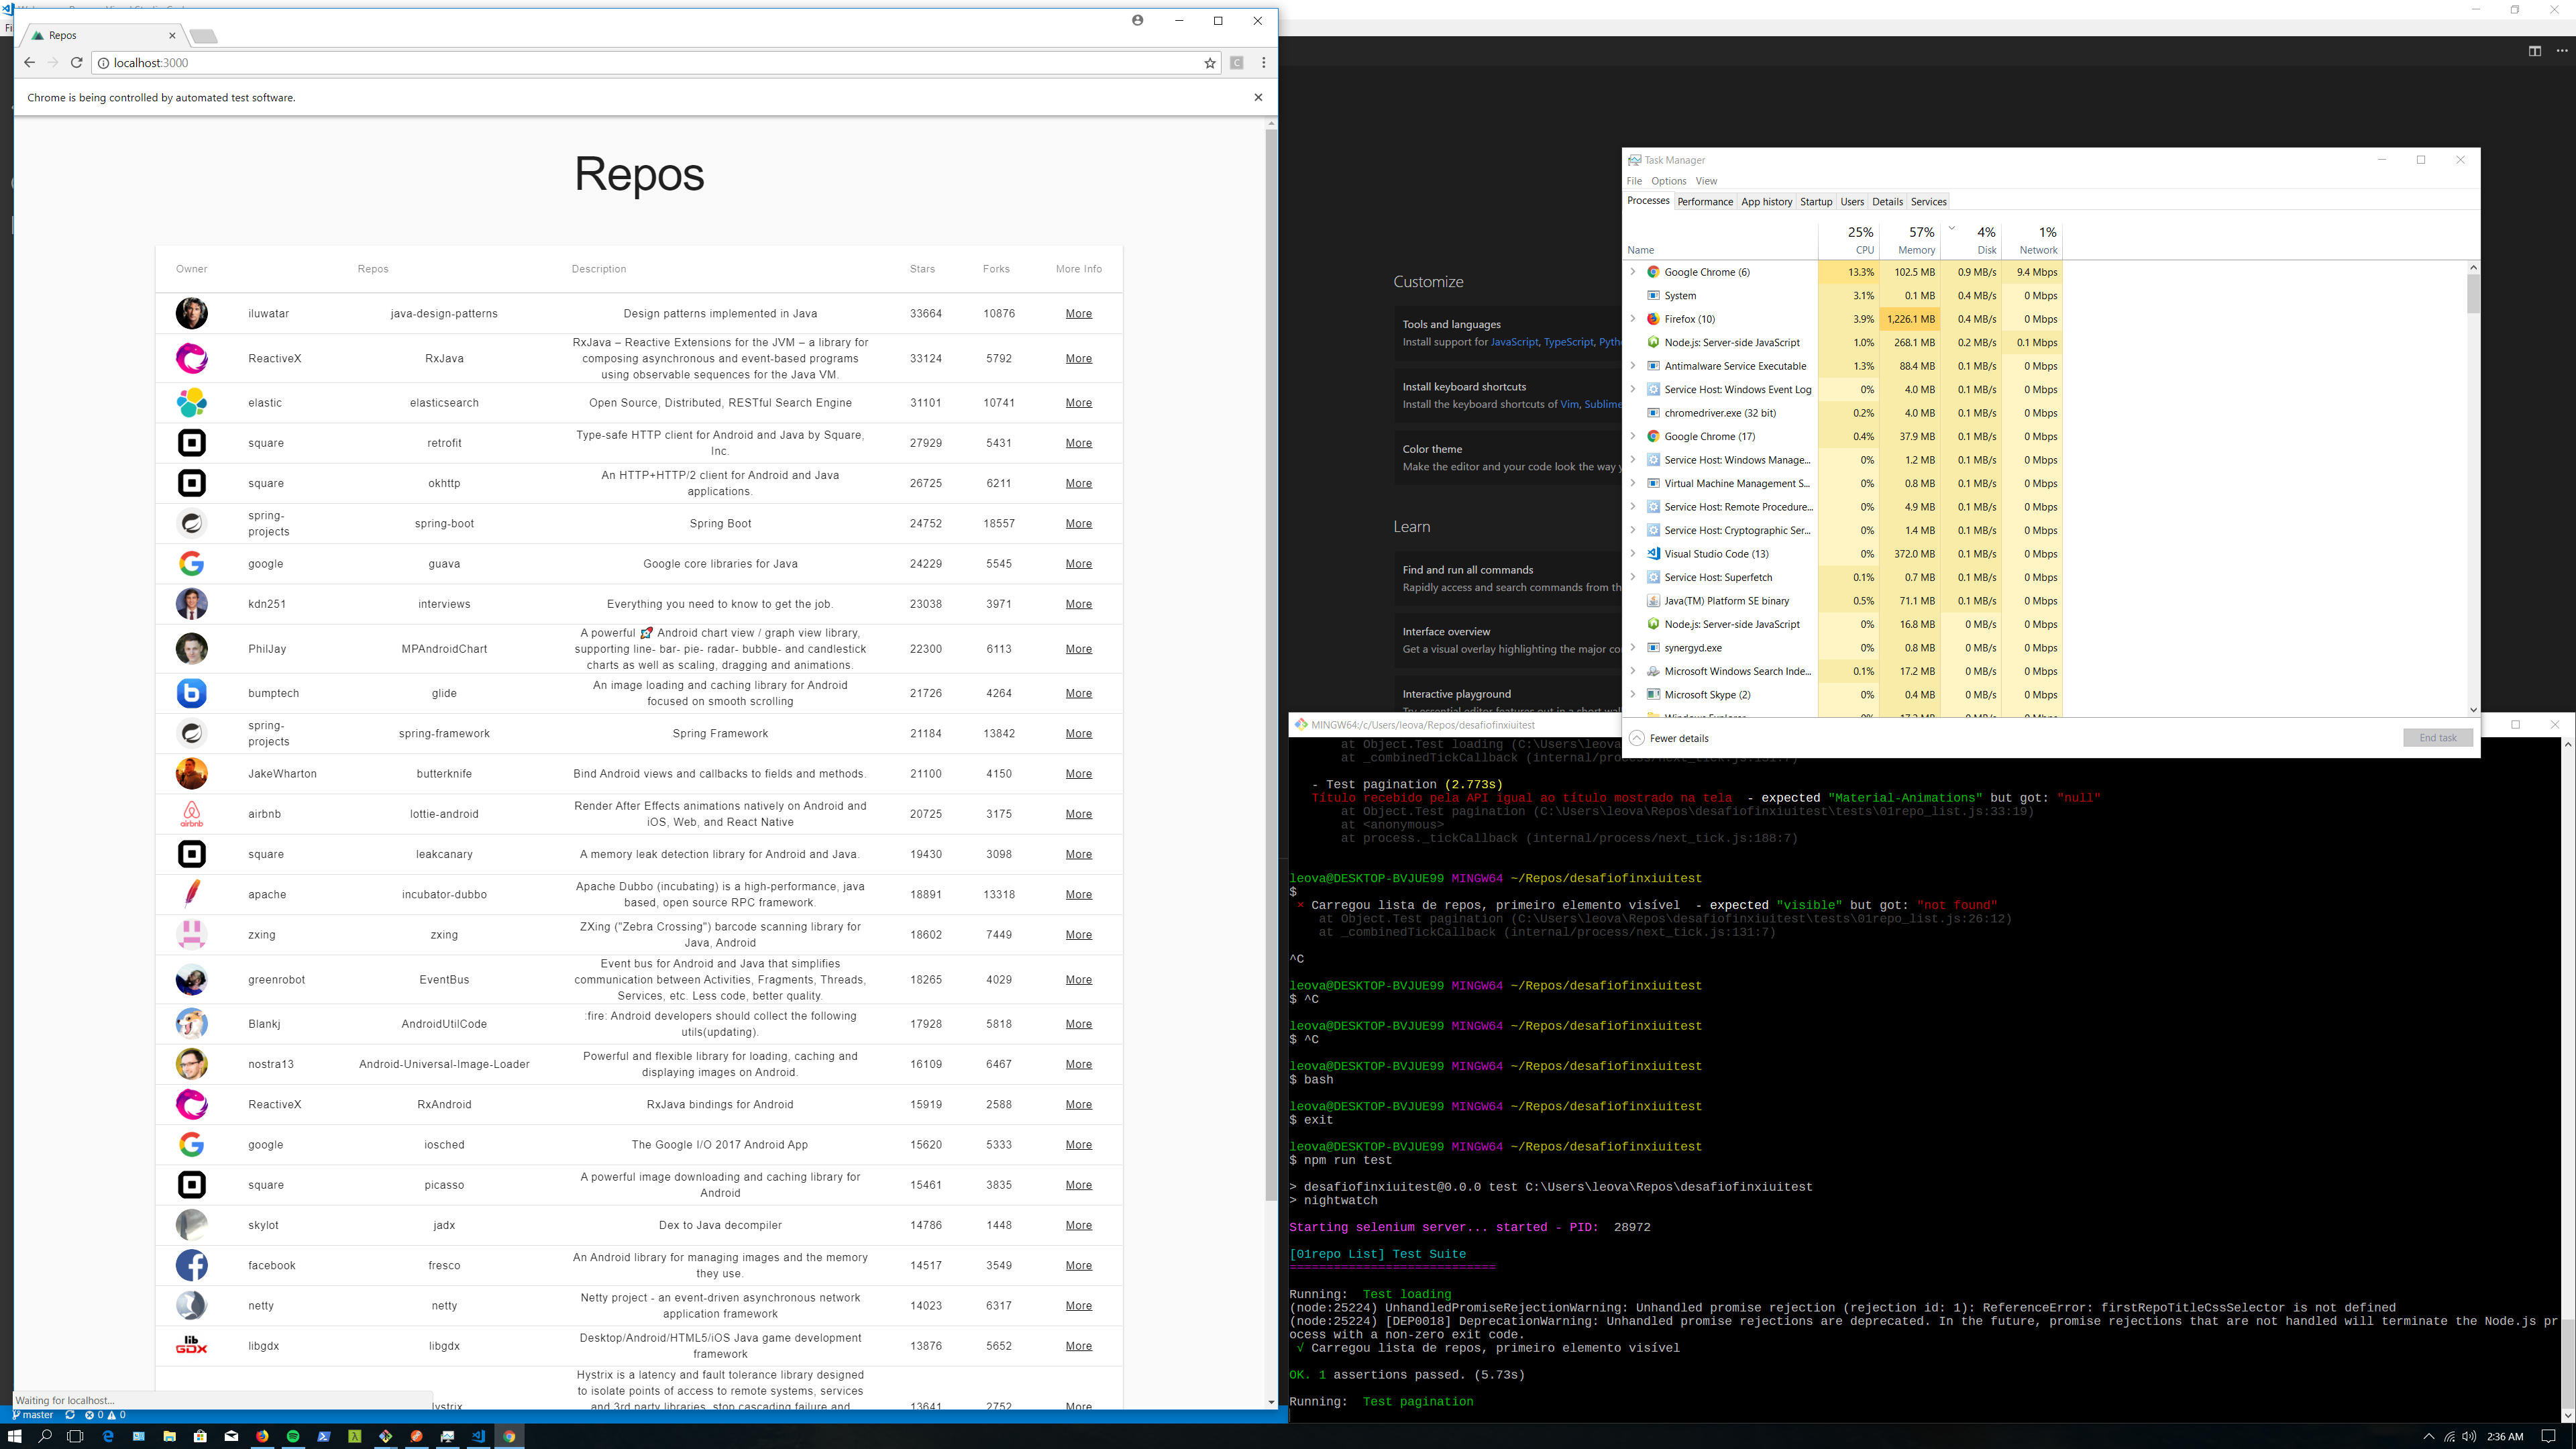 Repos
localhost:3000
Chrome is being controlled by automated test software.
Repos
Owner Repos Description Stars Forks More Info
iluwatar java-design-patterns Design patterns implemented in Java 33664 10876 More
ReactiveX RxJava RxJava – Reactive Extensions for the JVM – a library for
composing asynchronous and event-based programs
using observable sequences for the Java VM. 33124 5792 More
elastic elasticsearch Open Source, Distributed, RESTful Search Engine 31101 10741 More
square retrofit Type-safe HTTP client for Android and Java by Square,
Inc. 27929 5431 More
square okhttp An HTTP+HTTP/2 client for Android and Java
applications. 26725 6211 More
spring-
projects spring-boot Spring Boot 24752 18557 More
google guava Google core libraries for Java 24229 5545 More
kdn251 interviews Everything you need to know to get the job. 23038 3971 More
PhilJay MPAndroidChart A powerful 🚀 Android chart view / graph view library,
supporting line- bar- pie- radar- bubble- and candlestick
charts as well as scaling, dragging and animations. 22300 6113 More
bumptech glide An image loading and caching library for Android
focused on smooth scrolling 21726 4264 More
spring-
projects spring-framework Spring Framework 21184 13842 More
JakeWharton butterknife Bind Android views and callbacks to fields and methods. 21100 4150 More
airbnb lottie-android Render After Effects animations natively on Android and
iOS, Web, and React Native 20725 3175 More
square leakcanary A memory leak detection library for Android and Java. 19430 3098 More
apache incubator-dubbo Apache Dubbo (incubating) is a high-performance, java
based, open source RPC framework. 18891 13318 More
zxing zxing ZXing ("Zebra Crossing") barcode scanning library for
Java, Android 18602 7449 More
greenrobot EventBus Event bus for Android and Java that simplifies
communication between Activities, Fragments, Threads,
Services, etc. Less code, better quality. 18265 4029 More
Blankj AndroidUtilCode :fire: Android developers should collect the following
utils(updating). 17928 5818 More
nostra13 Android-Universal-Image-Loader Powerful and flexible library for loading, caching and
displaying images on Android. 16109 6467 More
ReactiveX RxAndroid RxJava bindings for Android 15919 2588 More
google iosched The Google I/O 2017 Android App 15620 5333 More
square picasso A powerful image downloading and caching library for
Android 15461 3835 More
skylot jadx Dex to Java decompiler 14786 1448 More
facebook fresco An Android library for managing images and the memory
they use. 14517 3549 More
netty netty Netty project - an event-driven asynchronous network
application framework 14023 6317 More
libgdx libgdx Desktop/Android/HTML5/iOS Java game development
framework 13876 5652 More
Hystrix is a latency and fault tolerance library designed
to isolate points of access to remote systems, services
and 3rd party libraries, stop cascading failure and
Hystrix 13641 2752 More
Waiting for localhost...
master 0 0
Customize
Tools and languages
Install support for JavaScript, TypeScript,
Install keyboard shortcuts
Install the keyboard shortcuts of Vim, Sublime
Color theme
Make the editor and your code look the way
Learn
Find and run all commands
Rapidly access and search commands from
Interface overview
Get a visual overlay highlighting the major
Interactive playground
Try essential editor features out in a short
Task Manager
File Options View
Processes Performance App history Startup Users Details Services
25% 57% 4% 1%
Name CPU Memory Disk Network
Google Chrome (6) 13.3% 102.5 MB 0.9 MB/s 9.4 Mbps
System 3.1% 0.1 MB 0.4 MB/s 0 Mbps
Firefox (10) 3.9% 1,226.1 MB 0.4 MB/s 0 Mbps
Node.js: Server-side JavaScript 1.0% 268.1 MB 0.2 MB/s 0.1 Mbps
Antimalware Service Executable 1.3% 88.4 MB 0.1 MB/s 0 Mbps
Service Host: Windows Event Log 0% 4.0 MB 0.1 MB/s 0 Mbps
chromedriver.exe (32 bit) 0.2% 4.0 MB 0.1 MB/s 0 Mbps
Google Chrome (17) 0.4% 37.9 MB 0.1 MB/s 0 Mbps
Service Host: Windows Manage... 0% 1.2 MB 0.1 MB/s 0 Mbps
Virtual Machine Management S... 0% 0.8 MB 0.1 MB/s 0 Mbps
Service Host: Remote Procedure... 0% 4.9 MB 0.1 MB/s 0 Mbps
Service Host: Cryptographic Ser... 0% 1.4 MB 0.1 MB/s 0 Mbps
Visual Studio Code (13) 0% 372.0 MB 0.1 MB/s 0 Mbps
Service Host: Superfetch 0.1% 0.7 MB 0.1 MB/s 0 Mbps
Java(TM) Platform SE binary 0.5% 71.1 MB 0.1 MB/s 0 Mbps
Node.js: Server-side JavaScript 0% 16.8 MB 0 MB/s 0 Mbps
synergyd.exe 0% 0.8 MB 0 MB/s 0 Mbps
Microsoft Windows Search Inde... 0.1% 17.2 MB 0 MB/s 0 Mbps
Microsoft Skype (2) 0% 0.4 MB 0 MB/s 0 Mbps
Fewer details End task
MINGW64:/c/Users/leova/Repos/desafiofinxiuitest
at Object.Test loading (C:\Users\leova
at _combinedTickCallback (internal/process/next_tick.js:131:7)
- Test pagination (2.773s)
Título recebido pela API igual ao título mostrado na tela - expected "Material-Animations" but got: "null"
at Object.Test pagination (C:\Users\leova\Repos\desafiofinxiuitest\tests\01repo_list.js:33:19)
at <anonymous>
at process._tickCallback (internal/process/next_tick.js:188:7)
leova@DESKTOP-BVJUE99 MINGW64 ~/Repos/desafiofinxiuitest
$
× Carregou lista de repos, primeiro elemento visível - expected "visible" but got: "not found"
at Object.Test pagination (C:\Users\leova\Repos\desafiofinxiuitest\tests\01repo_list.js:26:12)
at _combinedTickCallback (internal/process/next_tick.js:131:7)
^C
leova@DESKTOP-BVJUE99 MINGW64 ~/Repos/desafiofinxiuitest
$ ^C
leova@DESKTOP-BVJUE99 MINGW64 ~/Repos/desafiofinxiuitest
$ ^C
leova@DESKTOP-BVJUE99 MINGW64 ~/Repos/desafiofinxiuitest
$ bash
leova@DESKTOP-BVJUE99 MINGW64 ~/Repos/desafiofinxiuitest
$ exit
leova@DESKTOP-BVJUE99 MINGW64 ~/Repos/desafiofinxiuitest
$ npm run test
> desafiofinxiuitest@0.0.0 test C:\Users\leova\Repos\desafiofinxiuitest
> nightwatch
Starting selenium server... started - PID: 28972
[01repo List] Test Suite
============================
Running: Test loading
(node:25224) UnhandledPromiseRejectionWarning: Unhandled promise rejection (rejection id: 1): ReferenceError: firstRepoTitleCssSelector is not defined
(node:25224) [DEP0018] DeprecationWarning: Unhandled promise rejections are deprecated. In the future, promise rejections that are not handled will terminate the Node.js pr
ocess with a non-zero exit code.
√ Carregou lista de repos, primeiro elemento visível
OK. 1 assertions passed. (5.73s)
Running: Test pagination
2:36 AM